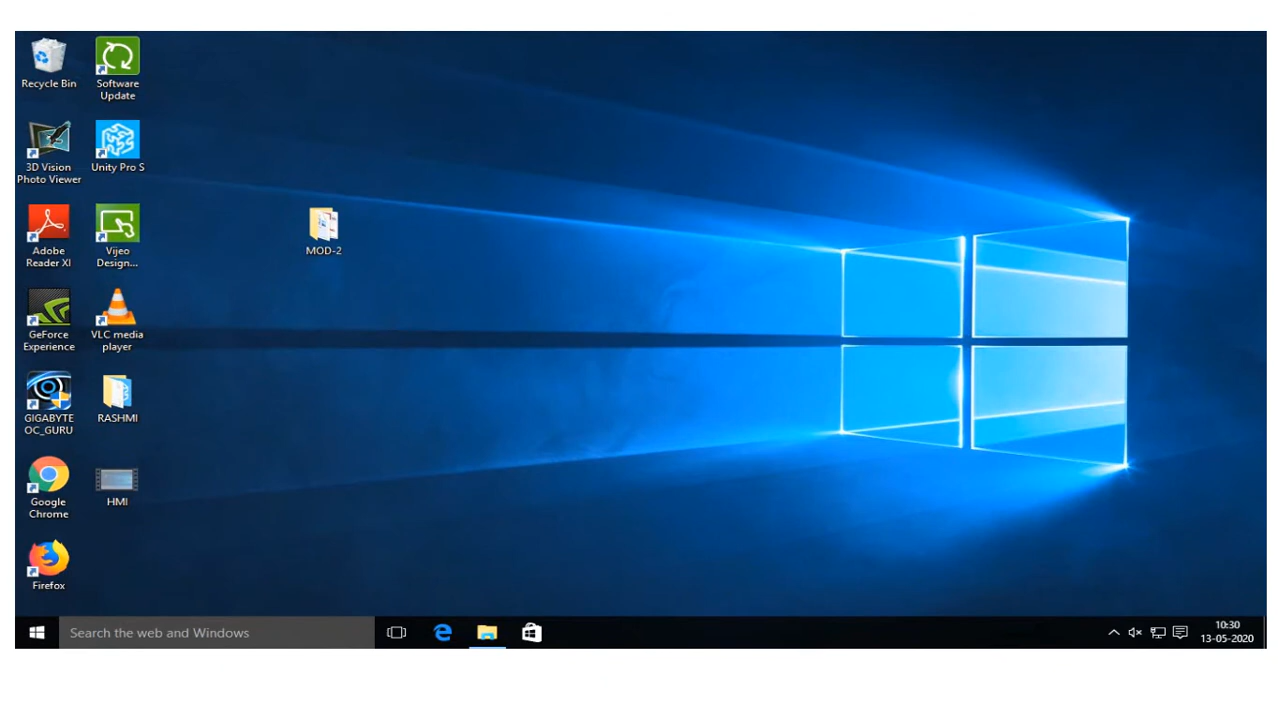 Recycle Bin
Software
Update
3D Vision
Photo Viewer
Unity Pro S
Adobe
Reader XI
Vijeo
Design...
MOD-2
GeForce
Experience
VLC media
player
GIGABYTE
OC_GURU
RASHMI
Google
Chrome
HMI
Firefox
Search the web and Windows
10:30
13-05-2020